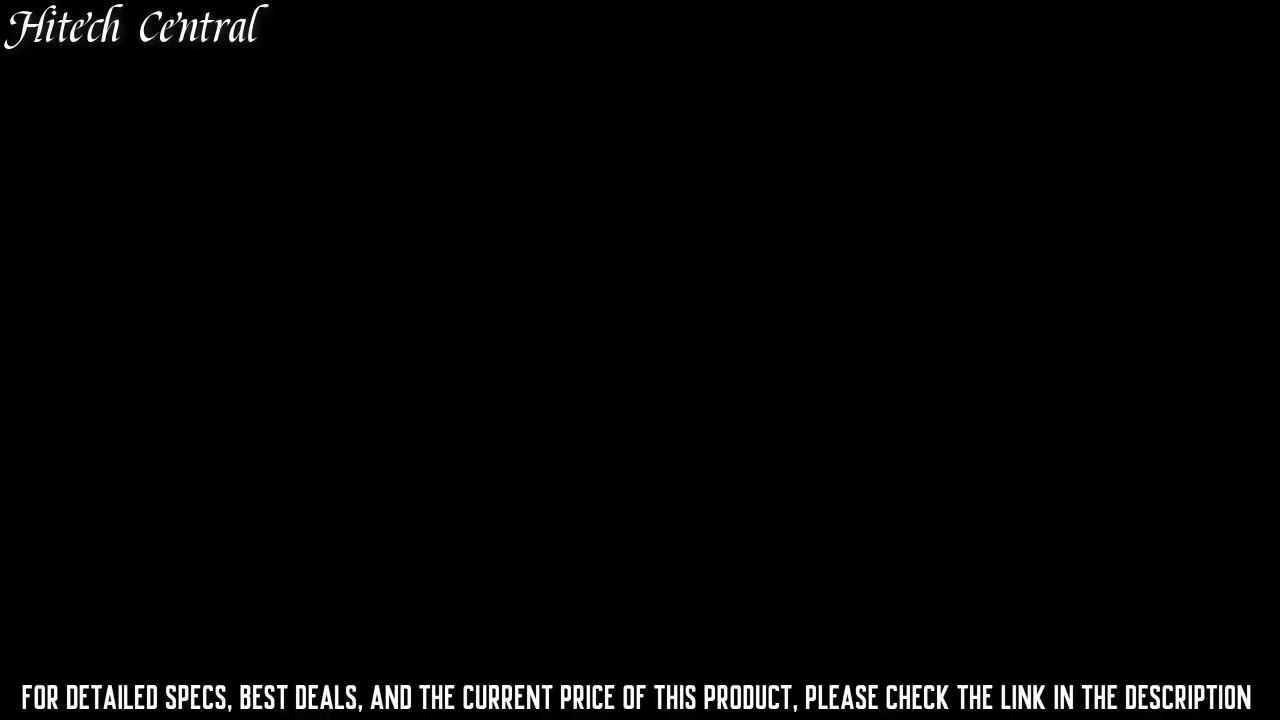 Hitech Central
FOR DETAILED SPECS, BEST DEALS, AND THE CURRENT PRICE OF THIS PRODUCT, PLEASE CHECK THE LINK IN THE DESCRIPTION